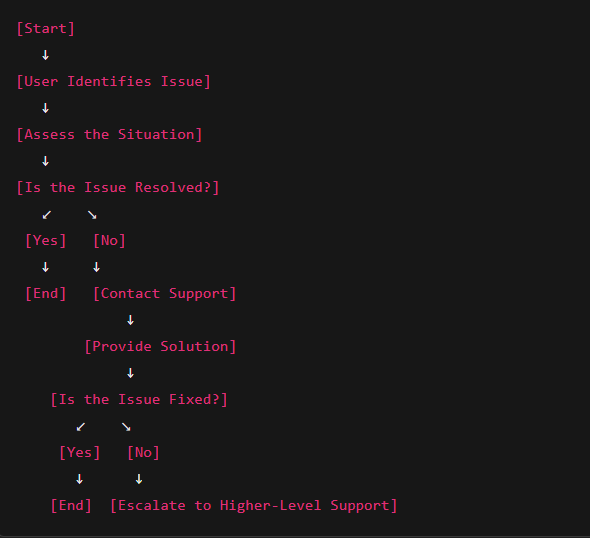 [Start]
↓
[User Identifies Issue]
↓
[Assess the Situation]
↓
[Is the Issue Resolved?]
↙ ↘
[Yes] [No]
↓ ↓
[End] [Contact Support]
↓
[Provide Solution]
↓
[Is the Issue Fixed?]
↙ ↘
[Yes] [No]
↓ ↓
[End] [Escalate to Higher-Level Support]